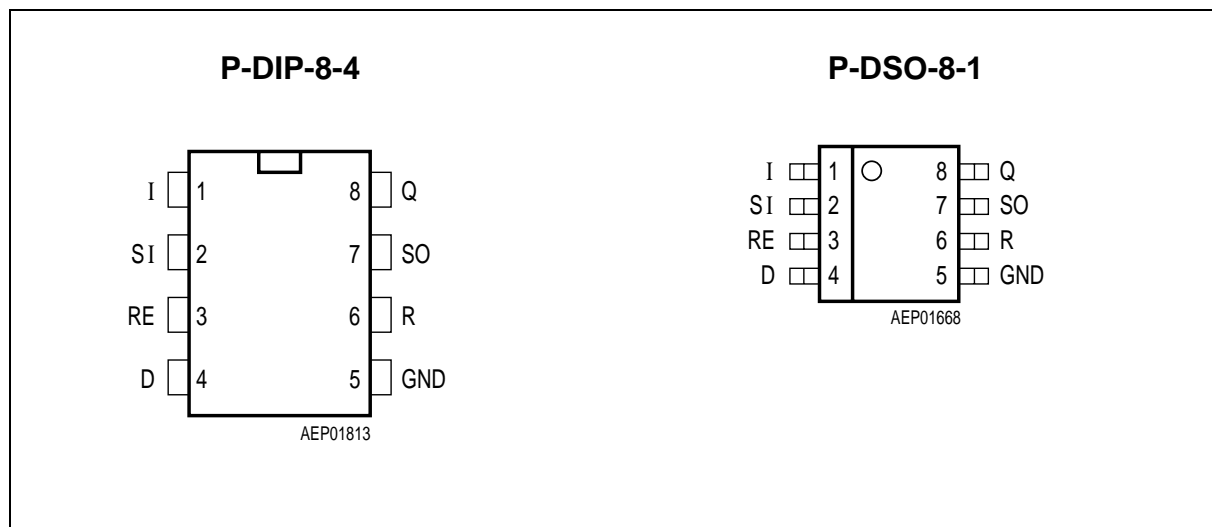 P-DIP-8-4
I 1 8 Q
SI 2 7 SO
RE 3 6 R
D 4 5 GND
AEP01813
P-DSO-8-1
I 1 8 Q
SI 2 7 SO
RE 3 6 R
D 4 5 GND
AEP01668